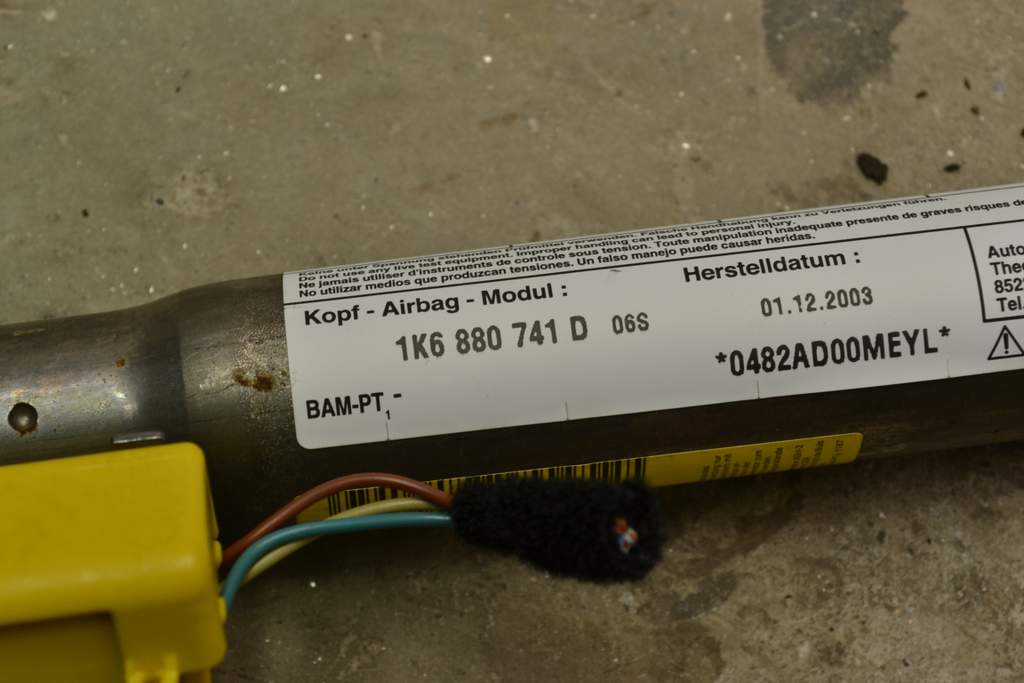 Do not use any live test equipment. Improper handling can lead to personal injury.
Ne jamais utiliser d'instruments de controle sous tension. Toute manipulation inadequate presente de graves risques de
No utilizar medios que produzcan tensiones. Un falso manejo puede causar heridas.
Kopf - Airbag - Modul :
Herstelldatum :
1K6 880 741 D 06S
01.12.2003
*0482AD00MEYL*
BAM-PT₁-
Auto
Tel.